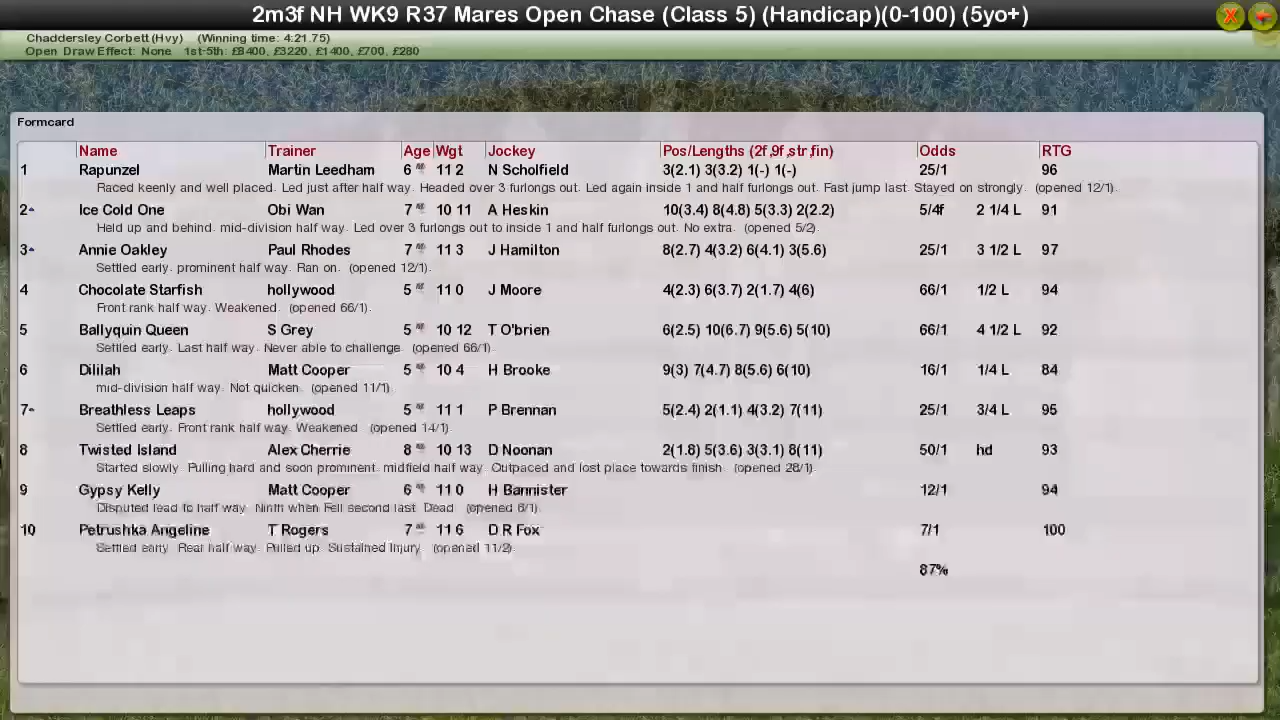 2m3f NH WK9 R37 Mares Open Chase (Class 5) (Handicap)(0-100) (5yo+)
Chaddersley Corbett (Hvy) (Winning time: 4:21.75)
Open Draw Effect: None 1st-5th: £8400, £3220, £1400, £700, £280
Formcard
Name Trainer Age Wgt Jockey Pos/Lengths (2f,9f,str,fin) Odds RTG
1 Rapunzel Martin Leedham 6 11 2 N Scholfield 3(2.1) 3(3.2) 1(-) 1(-) 25/1 96
Raced keenly and well placed. Led just after half way. Headed over 3 furlongs out. Led again inside 1 and half furlongs out. Fast jump last. Stayed on strongly. (opened 12/1).
2 Ice Cold One Obi Wan 7 10 11 A Heskin 10(3.4) 8(4.8) 5(3.3) 2(2.2) 5/4f 2 1/4 L 91
Held up and behind. mid-division half way. Led over 3 furlongs out to inside 1 and half furlongs out. No extra. (opened 5/2).
3 Annie Oakley Paul Rhodes 7 11 3 J Hamilton 8(2.7) 4(3.2) 6(4.1) 3(5.6) 25/1 3 1/2 L 97
Settled early. prominent half way. Ran on. (opened 12/1).
4 Chocolate Starfish hollywood 5 11 0 J Moore 4(2.3) 6(3.7) 2(1.7) 4(6) 66/1 1/2 L 94
Front rank half way. Weakened. (opened 66/1).
5 Ballyquin Queen S Grey 5 10 12 T O'brien 6(2.5) 10(6.7) 9(5.6) 5(10) 66/1 4 1/2 L 92
Settled early. Last half way. Never able to challenge. (opened 66/1).
6 Dililah Matt Cooper 5 10 4 H Brooke 9(3) 7(4.7) 8(5.6) 6(10) 16/1 1/4 L 84
mid-division half way. Not quicken. (opened 11/1).
7 Breathless Leaps hollywood 5 11 1 P Brennan 5(2.4) 2(1.1) 4(3.2) 7(11) 25/1 3/4 L 95
Settled early. Front rank half way. Weakened. (opened 14/1).
8 Twisted Island Alex Cherrie 8 10 13 D Noonan 2(1.8) 5(3.6) 3(3.1) 8(11) 50/1 hd 93
Started slowly. Pulling hard and soon prominent. midfield half way. Outpaced and lost place towards finish. (opened 28/1).
9 Gypsy Kelly Matt Cooper 6 11 0 H Bannister 12/1 94
Disputed lead to half way. Ninth when Fell second last. Dead. (opened 6/1).
10 Petrushka Angeline T Rogers 7 11 6 D R Fox 7/1 100
Settled early. Rear half way. Pulled up. Sustained Injury. (opened 11/2).
87%